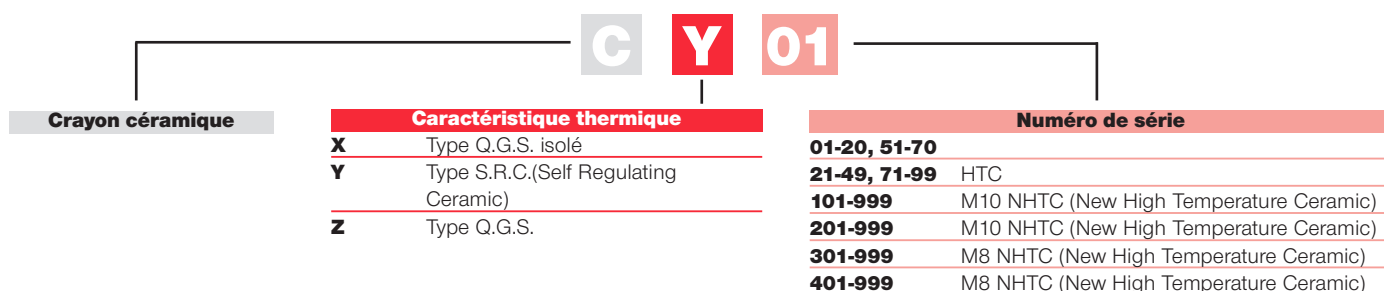 C Y 01
Crayon céramique
Caractéristique thermique
X Type Q.G.S. isolé
Y Type S.R.C.(Self Regulating
Ceramic)
Z Type Q.G.S.
Numéro de série
01-20, 51-70
21-49, 71-99 HTC
101-999 M10 NHTC (New High Temperature Ceramic)
201-999 M10 NHTC (New High Temperature Ceramic)
301-999 M8 NHTC (New High Temperature Ceramic)
401-999 M8 NHTC (New High Temperature Ceramic)